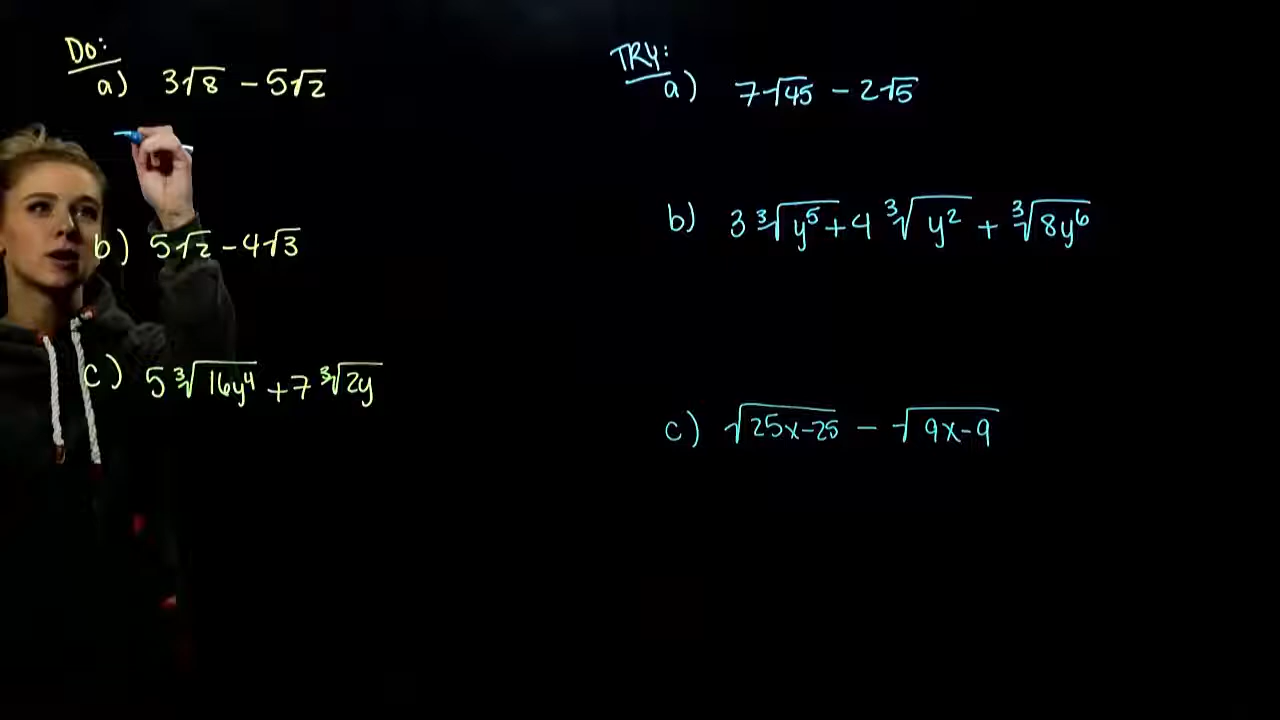 Do:
a) 3√8 - 5√2
b) 5√2 - 4√3
c) 5∛16y⁴ + 7∛2y
TRY:
a) 7√45 - 2√5
b) 3∛y⁵ + 4∛y² + ∛8y⁶
c) √25x-25 - √9x-9